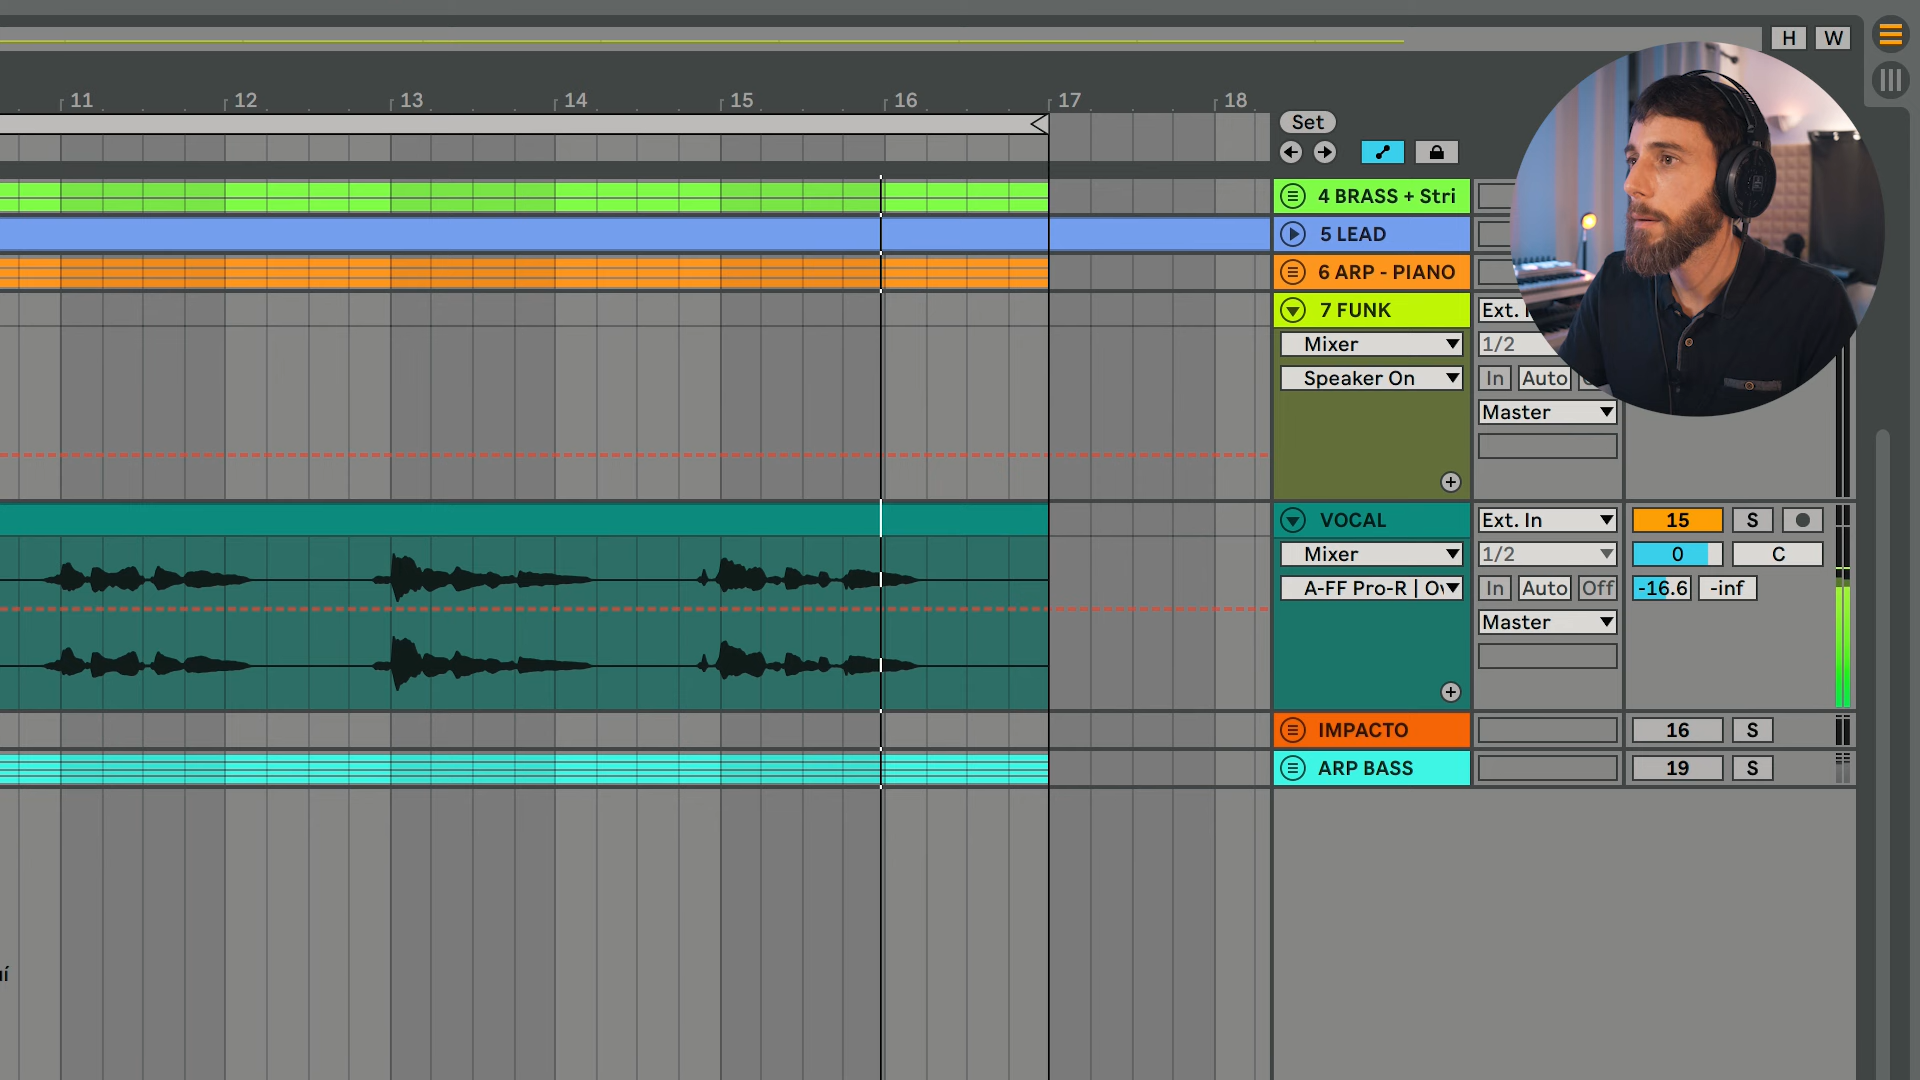 H W
11 12 13 14 15 16 17 18
Set
4 BRASS + Stri
5 LEAD
6 ARP - PIANO
7 FUNK Ext.
Mixer 1/2
Speaker On In Auto
Master
VOCAL Ext. In 15 S
Mixer 1/2 0 C
A-FF Pro-R | In Auto Off -16.6 -inf
Master
IMPACTO 16 S
ARP BASS 19 S